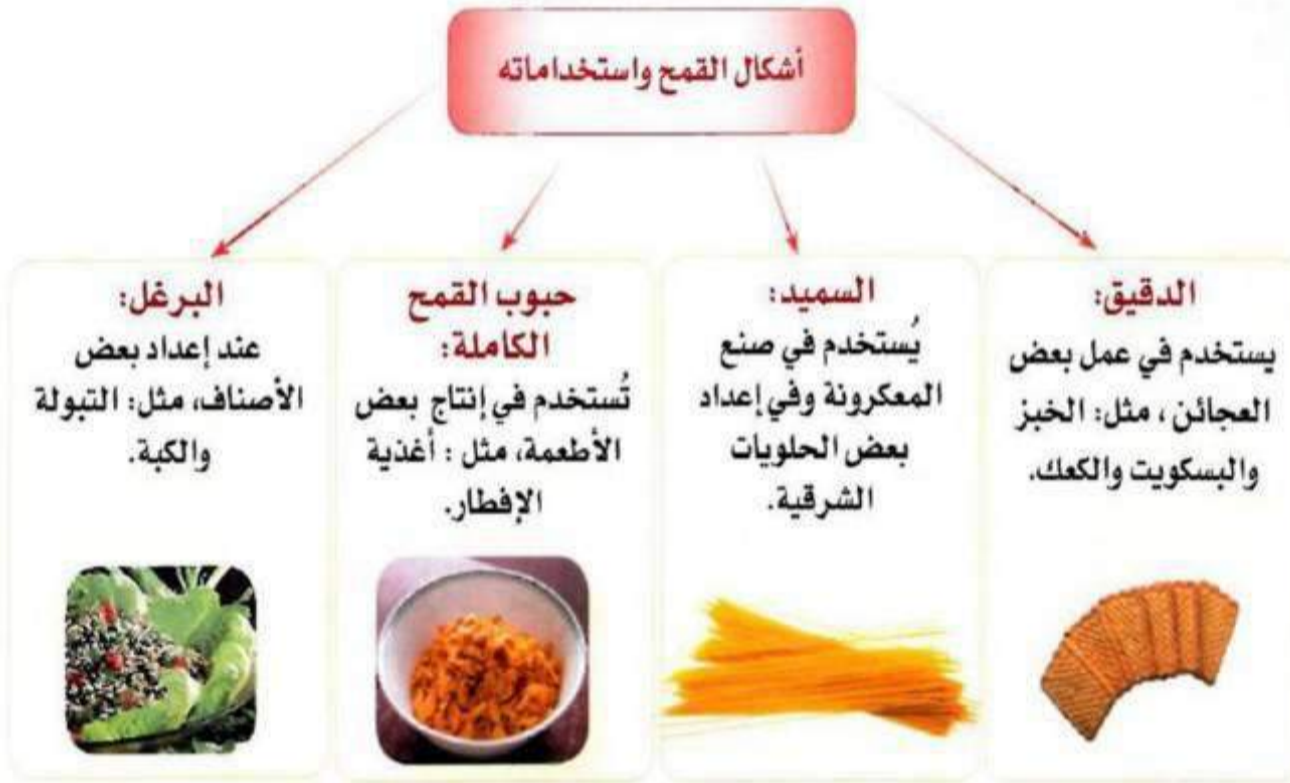 أشكال القمح واستخداماته
الدقيق:
يستخدم في عمل بعض
العجائن ، مثل: الخبز
والبسكويت والكعك.
السميد:
يُستخدم في صنع
المعكرونة وفي إعداد
بعض الحلويات
الشرقية.
حبوب القمح
الكاملة:
تُستخدم في إنتاج بعض
الأطعمة، مثل : أغذية
الإفطار.
البرغل:
عند إعداد بعض
الأصناف، مثل: التبولة
والكبة.